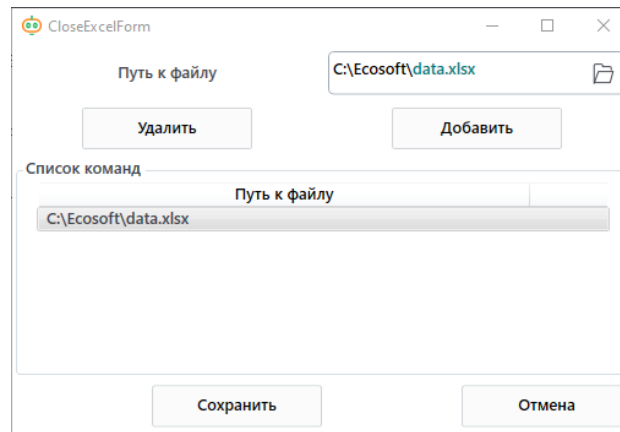 CloseExcelForm
Путь к файлу
C:\Ecosoft\data.xlsx
Удалить
Добавить
Список команд
Путь к файлу
C:\Ecosoft\data.xlsx
Сохранить
Отмена